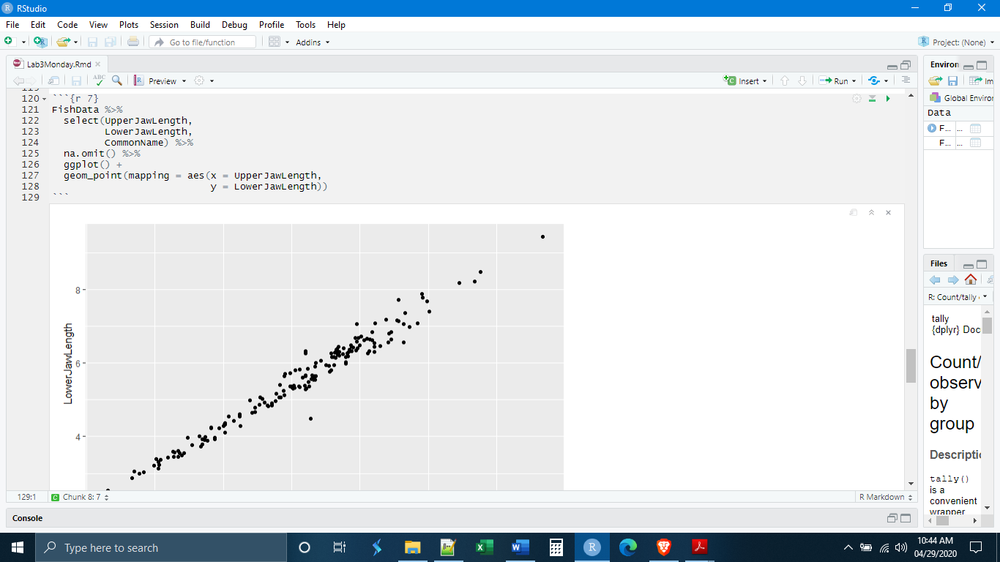 RStudio
File Edit Code View Plots Session Build Debug Profile Tools Help
Go to file/function
Addins
Project: (None)
Lab3Monday.Rmd
ABC
Preview
Insert
Run
119
120 ```{r 7}
121 FishData %>%
122 select(UpperJawLength,
123 LowerJawLength,
124 CommonName) %>%
125 na.omit() %>%
126 ggplot() +
127 geom_point(mapping = aes(x = UpperJawLength,
128 y = LowerJawLength))
129 ```
8
6
4
LowerJawLength
129:1
C Chunk 8: 7
R Markdown
Console
Environ
Im
Global Enviror
Data
F... ...
F... ...
Files
R: Count/tally
tally
{dplyr} Doc
Count/
observ
by
group
Descriptio
tally()
is a
convenient
wrapper
Type here to search
10:44 AM
04/29/2020